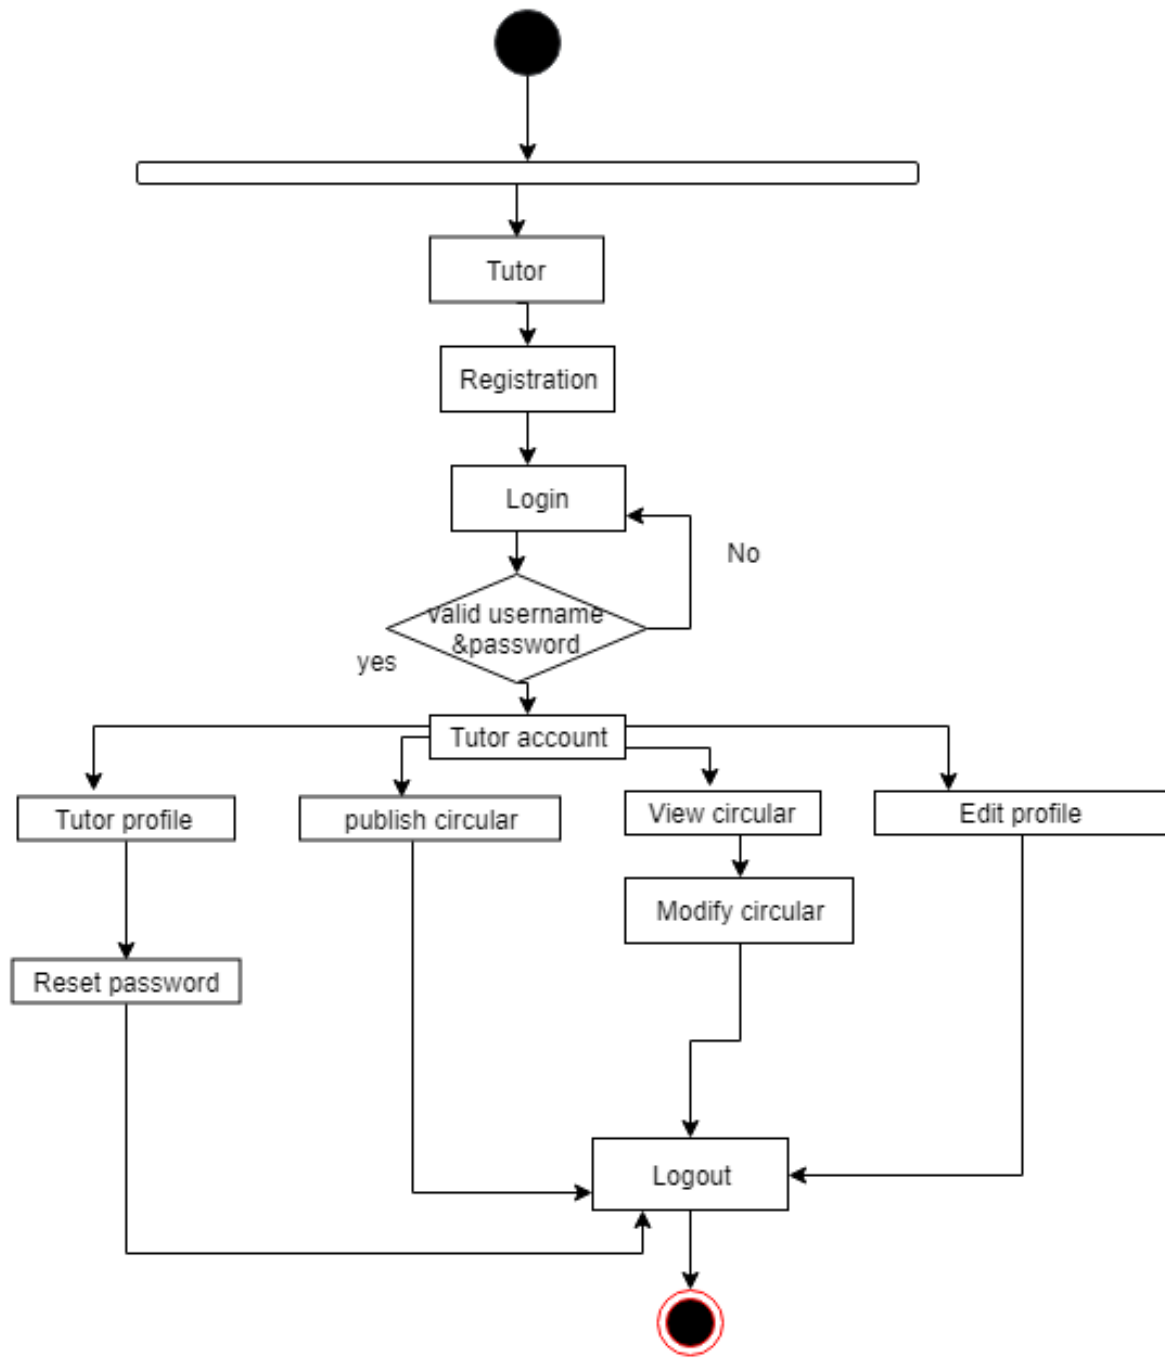 Tutor
Registration
Login
No
valid username
&password
yes
Tutor account
Tutor profile
publish circular
View circular
Edit profile
Modify circular
Reset password
Logout